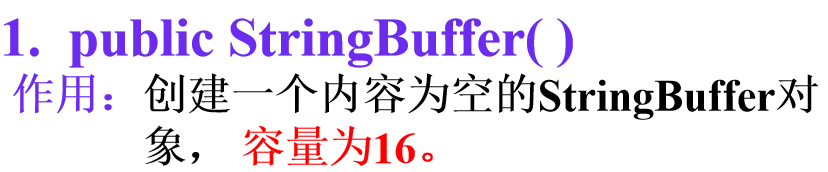 1. public StringBuffer( )
作用：创建一个内容为空的StringBuffer对
象， 容量为16。